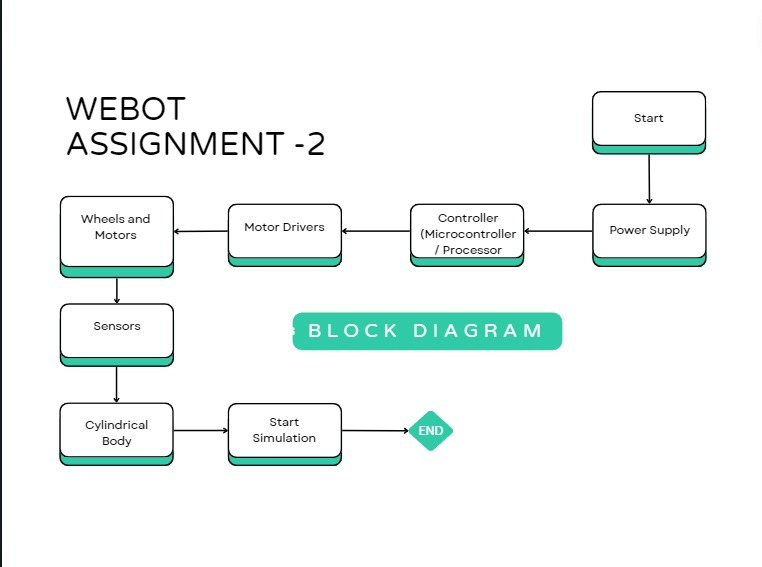 WEBOT
ASSIGNMENT -2
Start
Power Supply
Controller
(Microcontroller
/ Processor
Motor Drivers
Wheels and
Motors
BLOCK DIAGRAM
Sensors
Cylindrical
Body
Start
Simulation
END